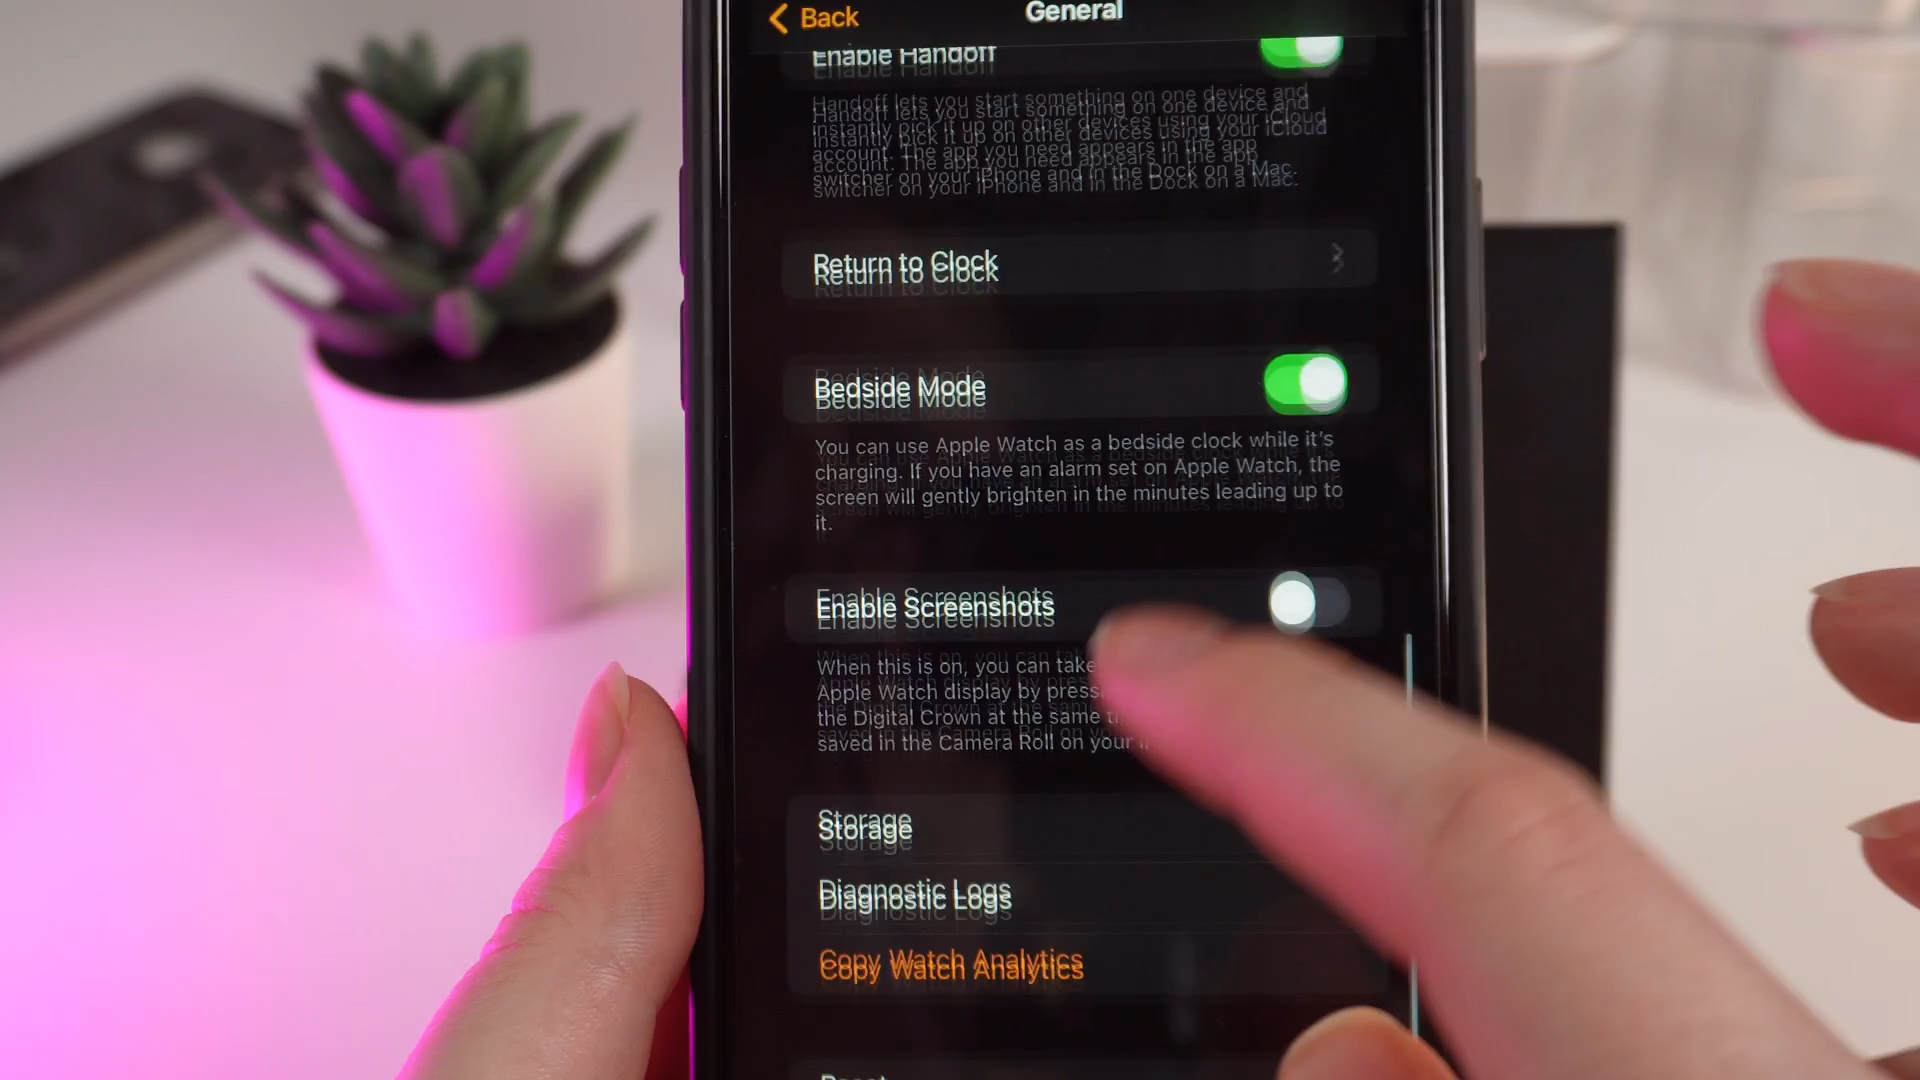 Back
General
Enable Handoff
Handoff lets you start something on one device and
instantly pick it up on other devices using your iCloud
account. The app you need appears in the app
switcher on your iPhone and in the Dock on a Mac.
Return to Clock
Bedside Mode
You can use Apple Watch as a bedside clock while it's
charging. If you have an alarm set on Apple Watch, the
screen will gently brighten in the minutes leading up to
it.
Enable Screenshots
When this is on, you can take
Apple Watch display by
the Digital Crown at the same
saved in the Camera Roll on your
Storage
Diagnostic Logs
Copy Watch Analytics